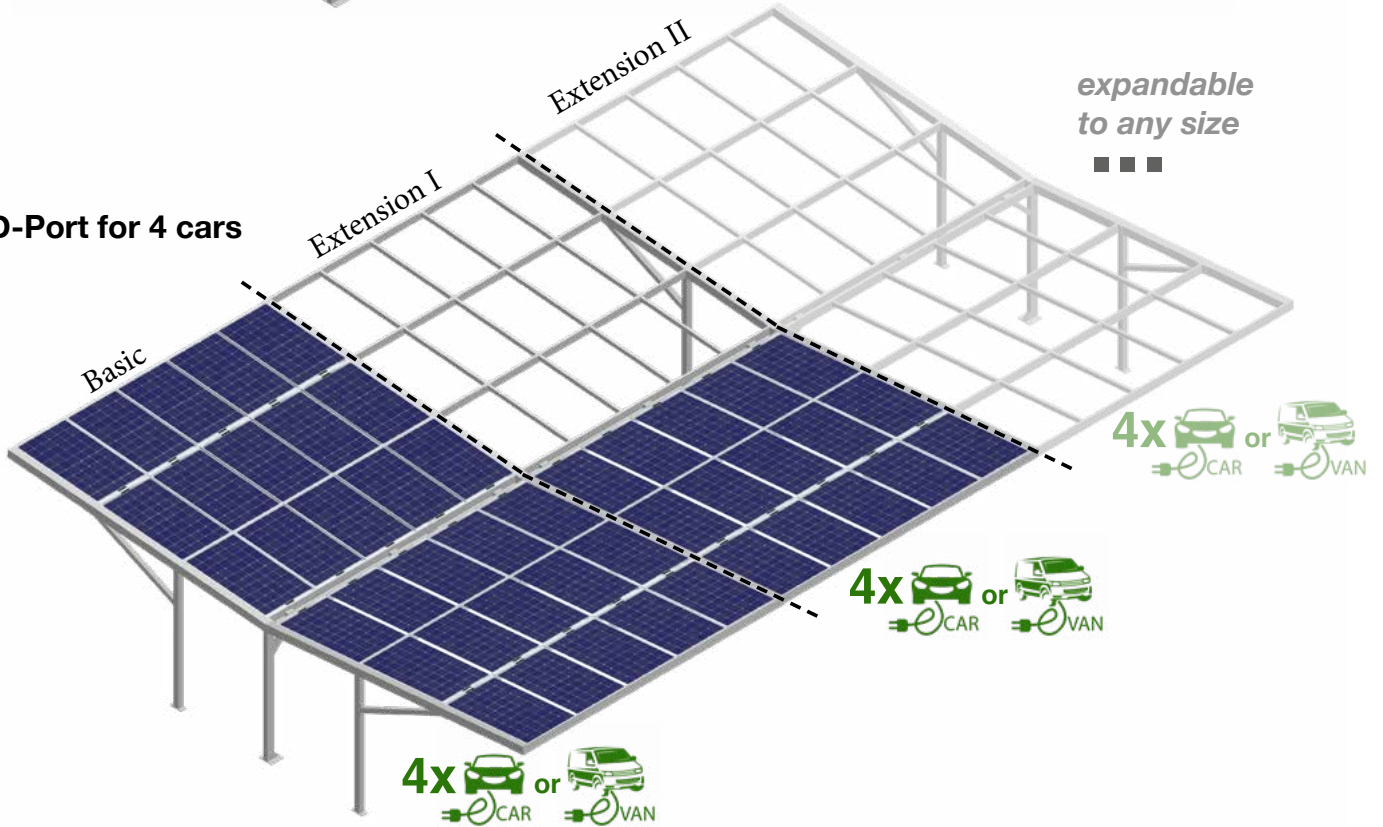 Extension II
expandable
to any size
Extension I
-Port for 4 cars
Basic
4x or
CAR VAN
4x or
CAR VAN
4x or
CAR VAN